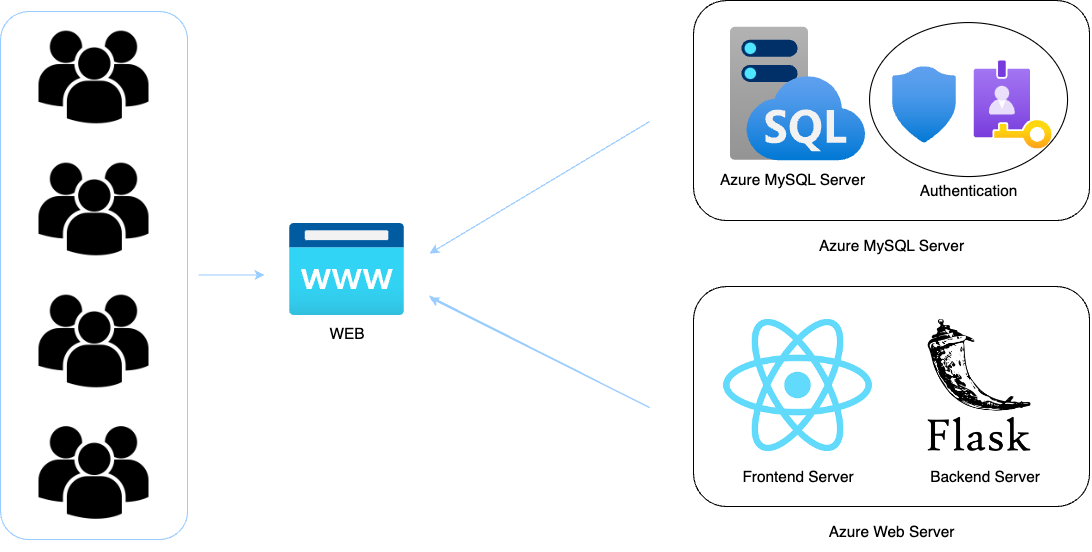 SQL
Azure MySQL Server
Authentication
Azure MySQL Server
WWW
WEB
Flask
Frontend Server
Backend Server
Azure Web Server